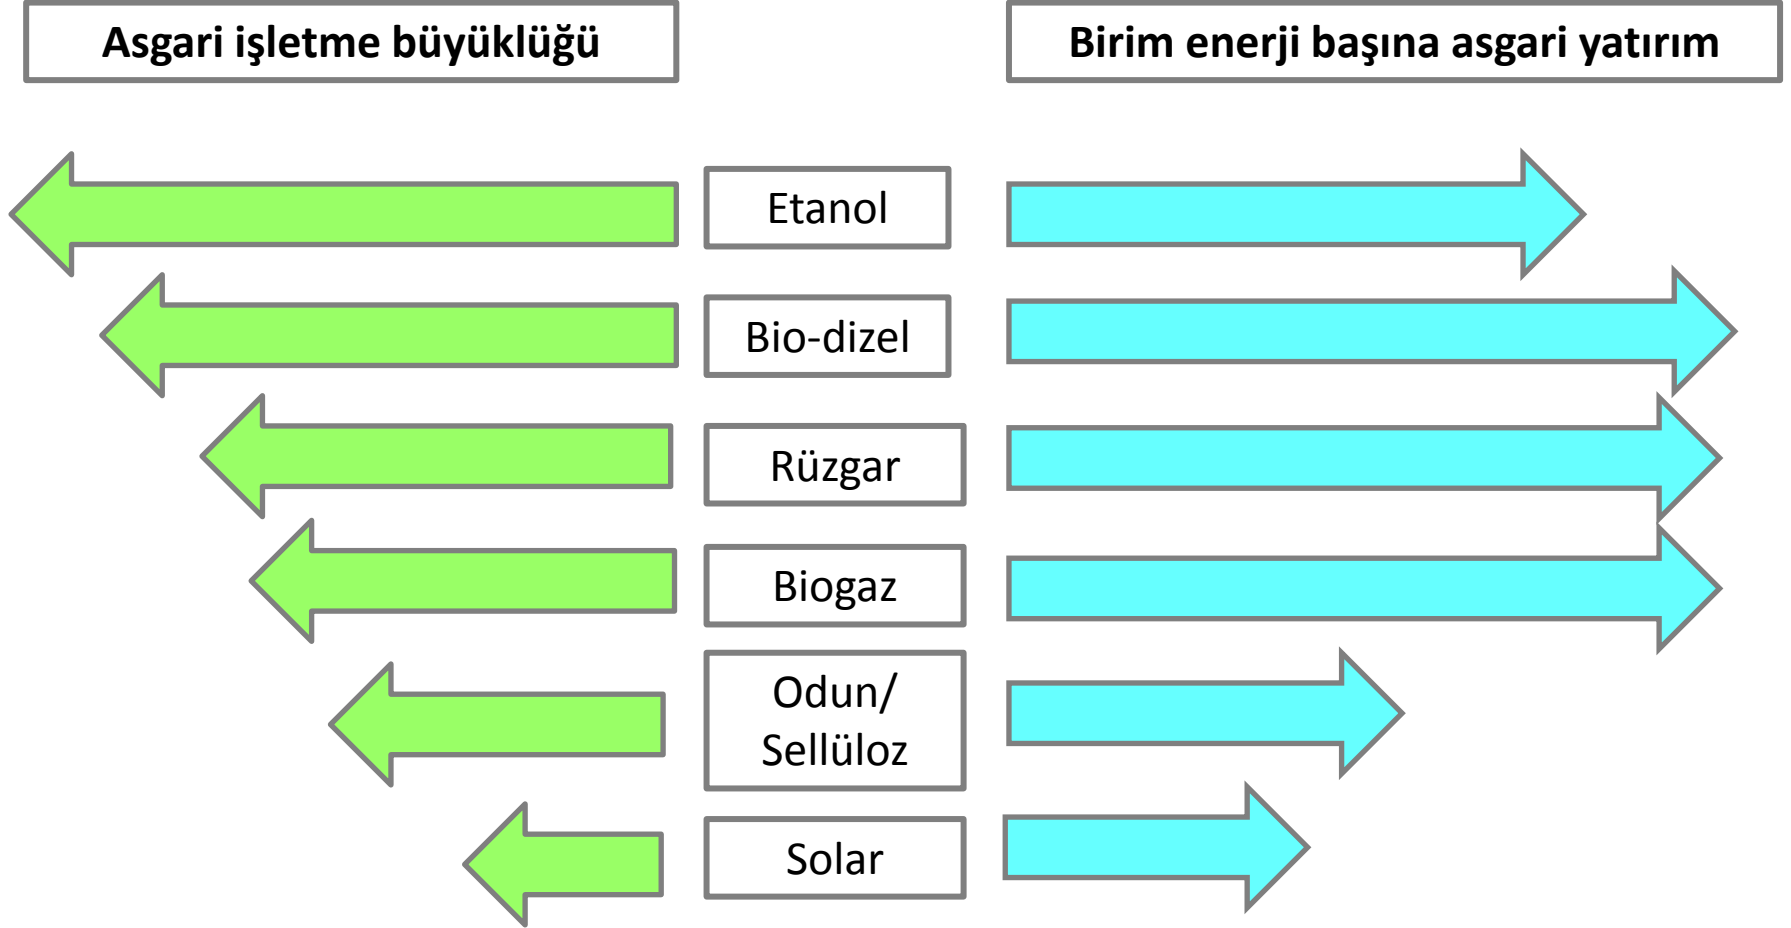 Asgari işletme büyüklüğü
Birim enerji başına asgari yatırım
Etanol
Bio-dizel
Rüzgar
Biogaz
Odun/
Sellüloz
Solar